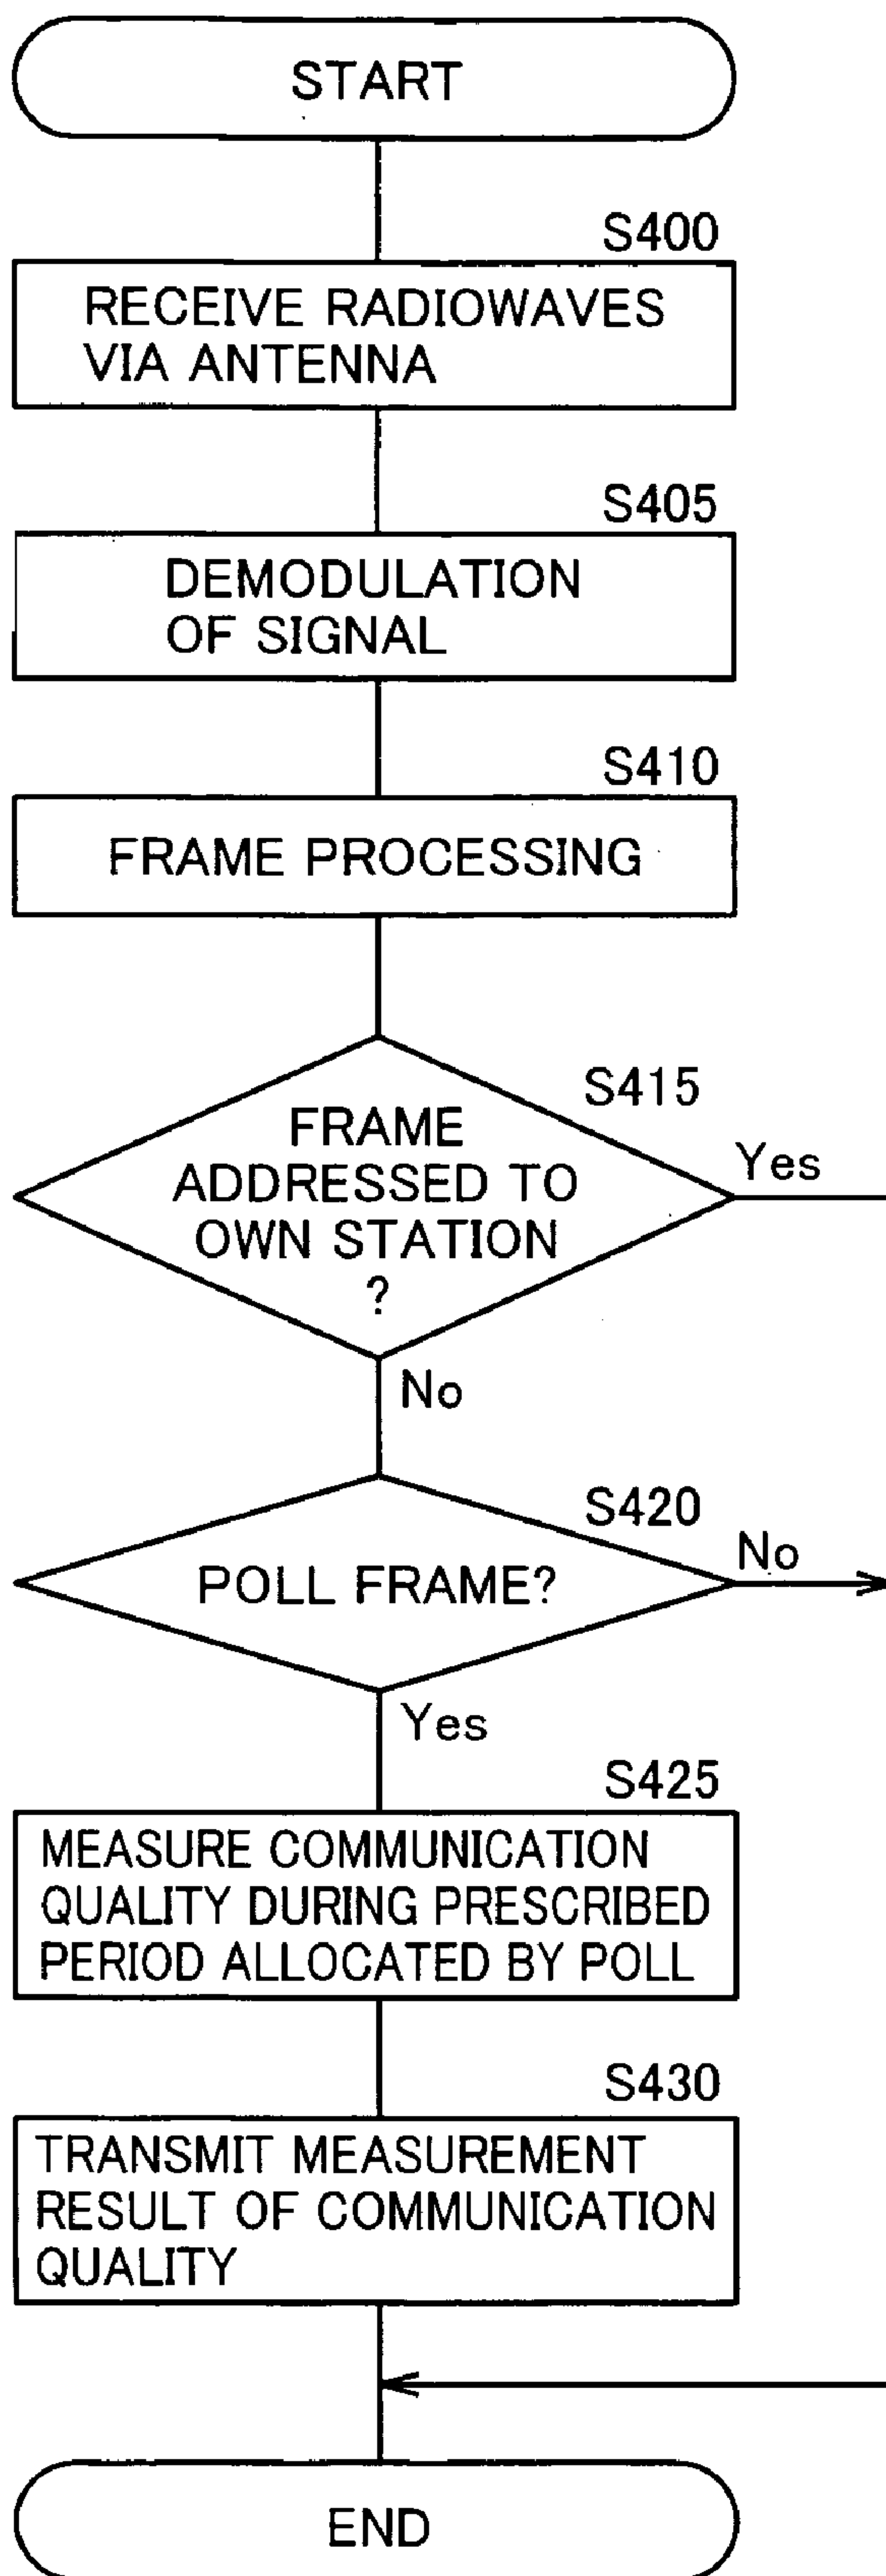 START
S400
RECEIVE RADIOWAVES
VIA ANTENNA
S405
DEMODULATION
OF SIGNAL
S410
FRAME PROCESSING
S415
FRAME
ADDRESSED TO
OWN STATION
?
Yes
No
S420
POLL FRAME?
No
Yes
S425
MEASURE COMMUNICATION
QUALITY DURING PRESCRIBED
PERIOD ALLOCATED BY POLL
S430
TRANSMIT MEASUREMENT
RESULT OF COMMUNICATION
QUALITY
END